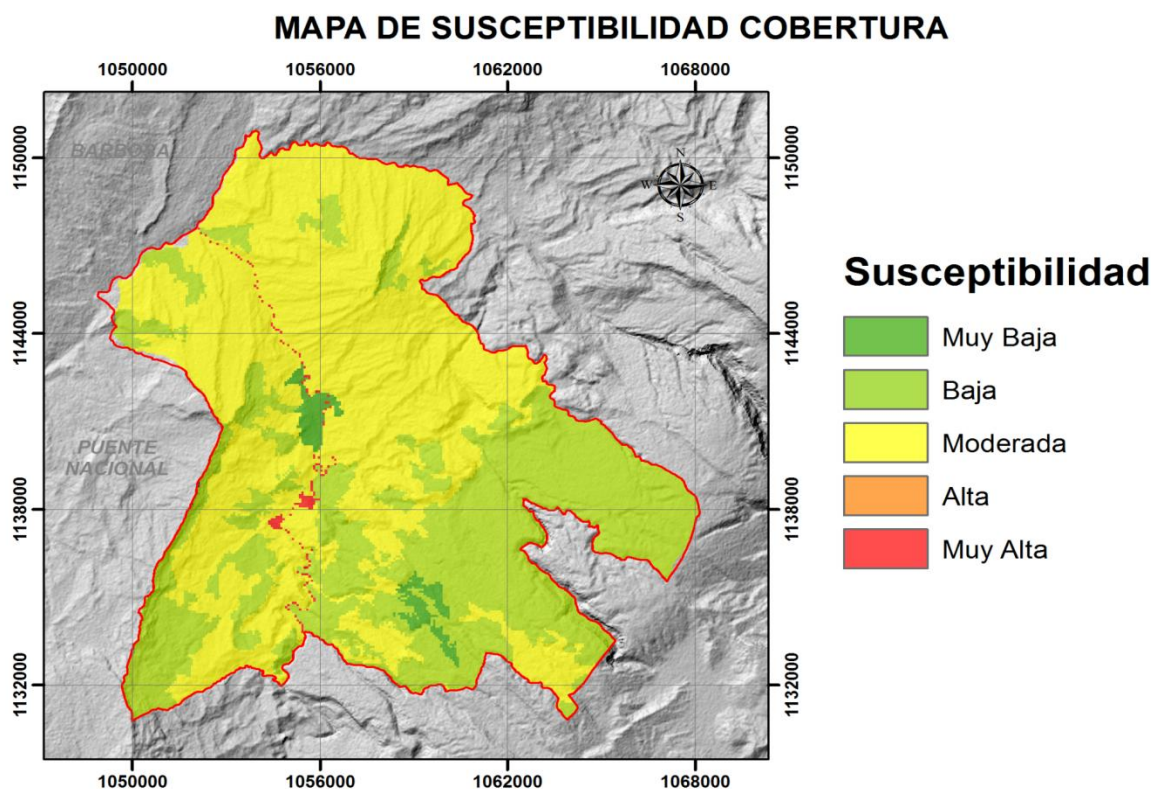 MAPA DE SUSCEPTIBILIDAD COBERTURA
1050000 1056000 1062000 1068000
BARBOSA
N
W E
S
1150000 1150000
1144000 1144000
PUENTE
NACIONAL
1138000 1138000
1132000 1132000
1050000 1056000 1062000 1068000
Susceptibilidad
Muy Baja
Baja
Moderada
Alta
Muy Alta